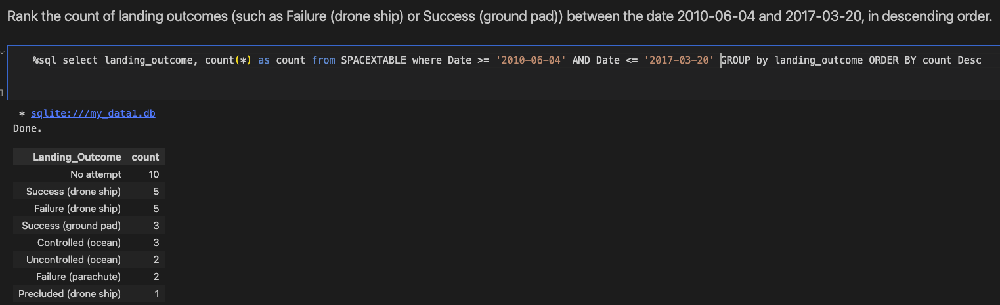 Rank the count of landing outcomes (such as Failure (drone ship) or Success (ground pad)) between the date 2010-06-04 and 2017-03-20, in descending order.
%sql select landing_outcome, count(*) as count from SPACEXTABLE where Date >= '2010-06-04' AND Date <= '2017-03-20' GROUP by landing_outcome ORDER BY count Desc
* sqlite:///my_data1.db
Done.
Landing_Outcome count
No attempt 10
Success (drone ship) 5
Failure (drone ship) 5
Success (ground pad) 3
Controlled (ocean) 3
Uncontrolled (ocean) 2
Failure (parachute) 2
Precluded (drone ship) 1